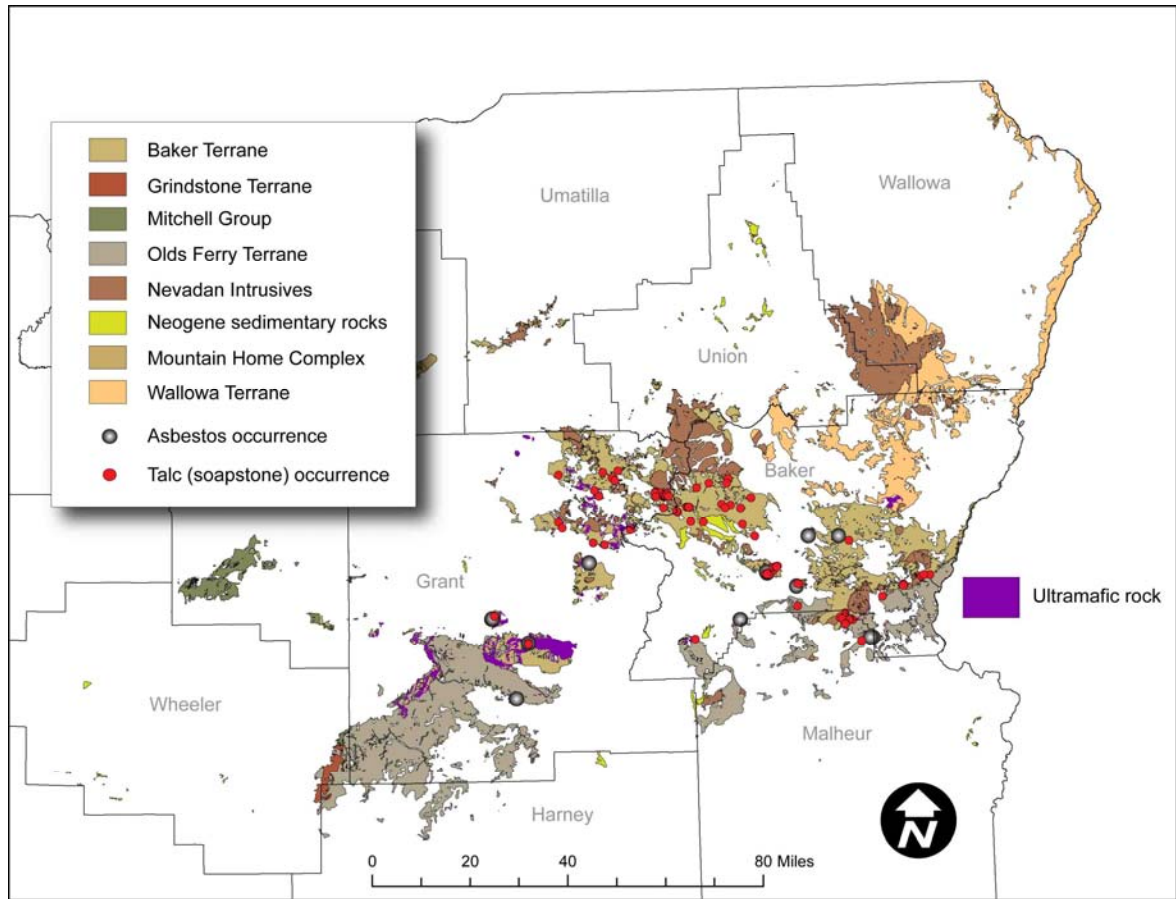 Baker Terrane
Grindstone Terrane
Mitchell Group
Olds Ferry Terrane
Nevadan Intrusives
Neogene sedimentary rocks
Mountain Home Complex
Wallowa Terrane
Asbestos occurrence
Talc (soapstone) occurrence
Umatilla
Wallowa
Union
Baker
Grant
Ultramafic rock
Wheeler
Malheur
Harney
N
0 20 40 80 Miles